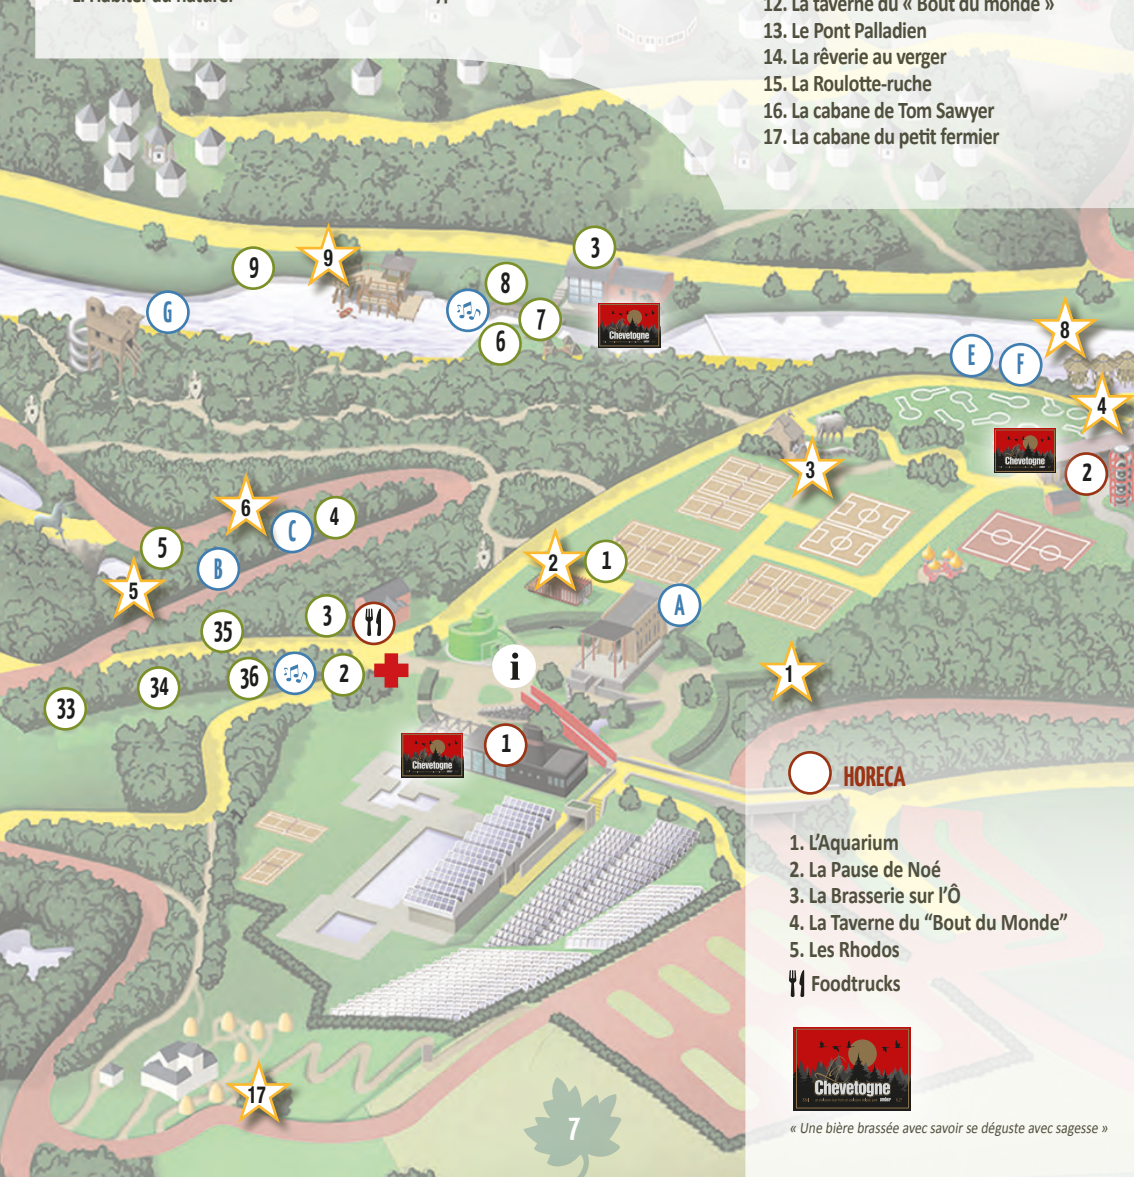 12. La taverne du « Bout du monde »
13. Le Pont Palladien
14. La rêverie au verger
15. La Roulotte-ruche
16. La cabane de Tom Sawyer
17. La cabane du petit fermier
3
9
9
8
G
7
6
Chevetogne
8
E
F
4
Chevetogne
3
2
6
4
C
5
B
2
1
5
A
3
35
i
36
2
1
34
33
Chevetogne
1
HORECA
1. L'Aquarium
2. La Pause de Noé
3. La Brasserie sur l'Ô
4. La Taverne du “Bout du Monde”
5. Les Rhodos
Foodtrucks
Chevetogne
17
7
« Une bière brassée avec savoir se déguste avec sagesse »